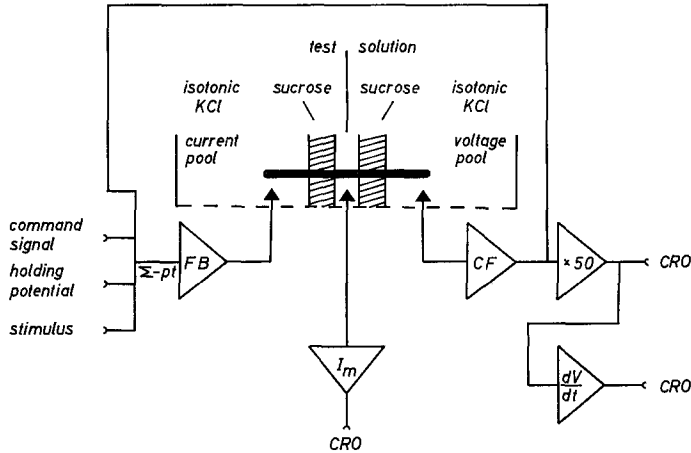 test solution
isotonic KCl
sucrose
sucrose
isotonic KCl
current pool
voltage pool
command signal
holding potential
stimulus
Σ-pt
FB
CF
×50
CRO
Im
dV
dt
CRO
CRO